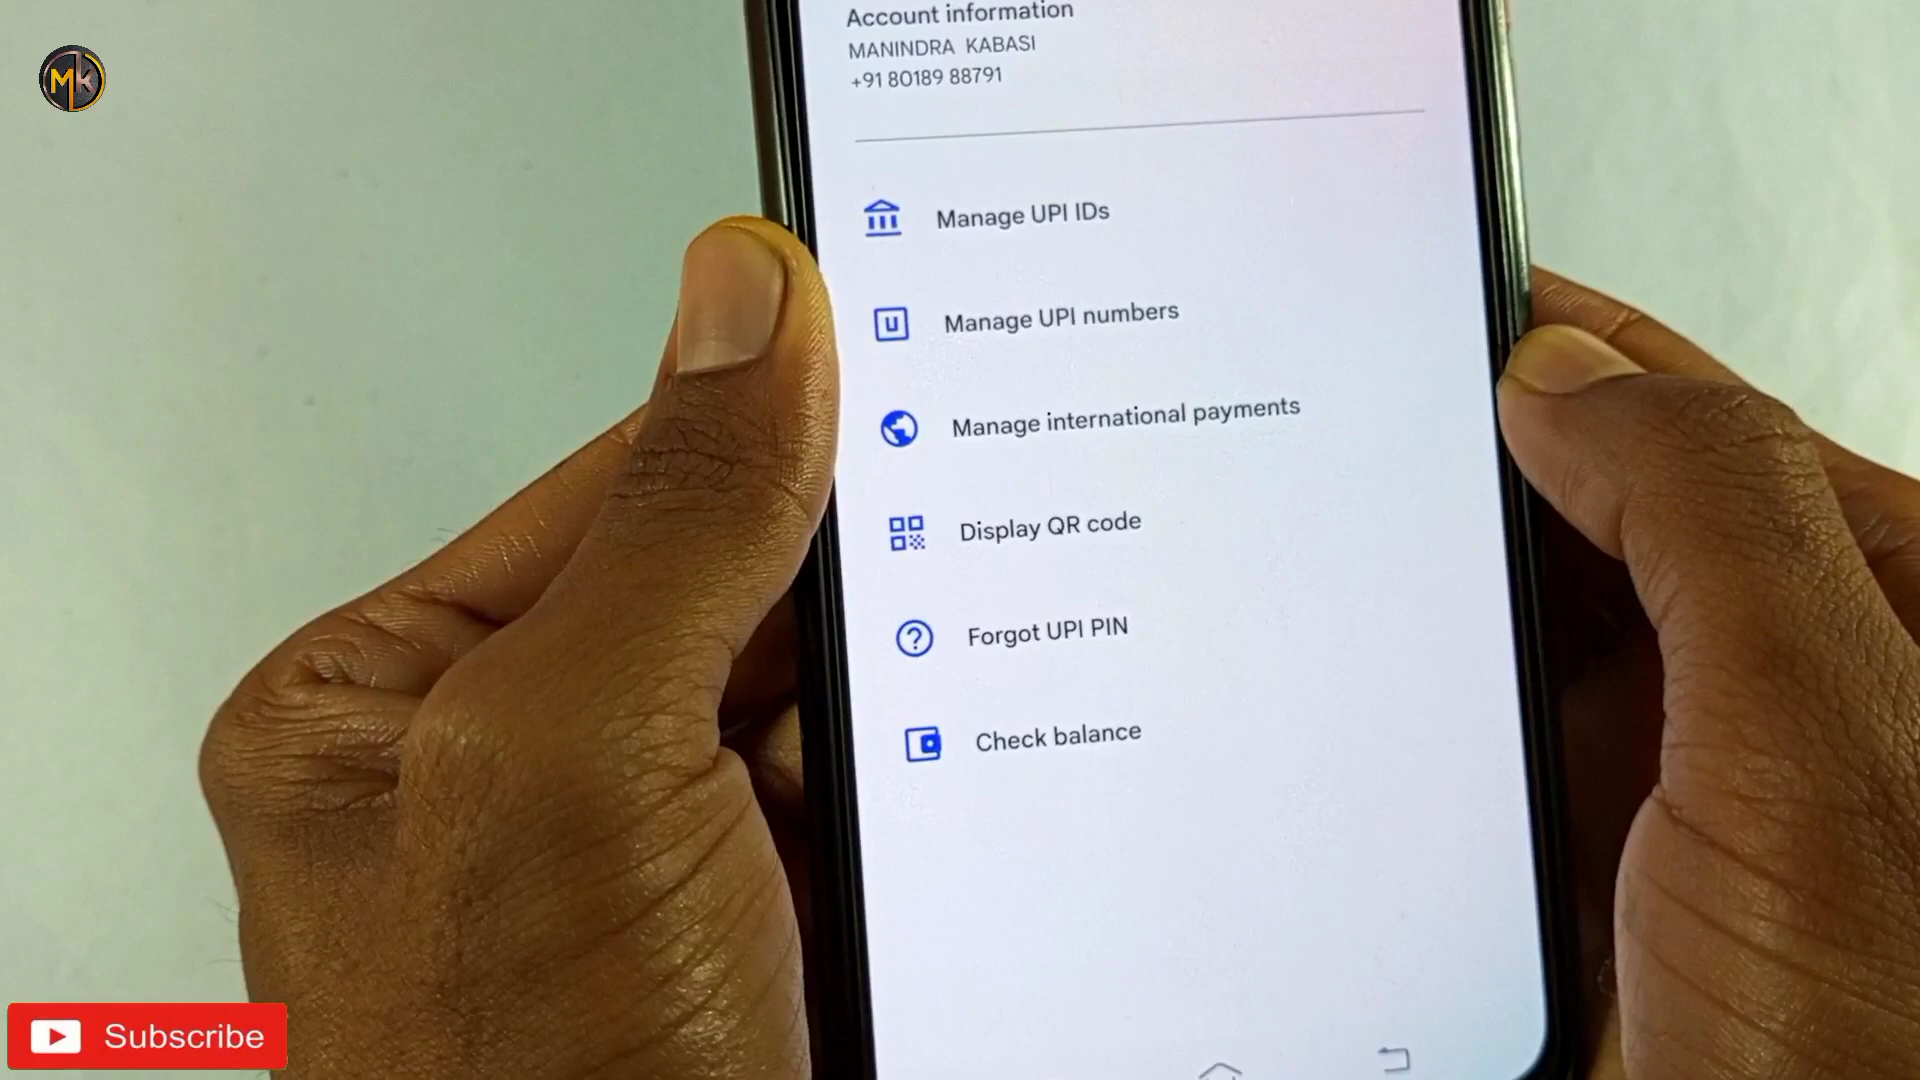 MK
Account information
MANINDRA KABASI
+91 80189 88791
Manage UPI IDs
U
Manage UPI numbers
Manage international payments
Display QR code
Forgot UPI PIN
Check balance
Subscribe